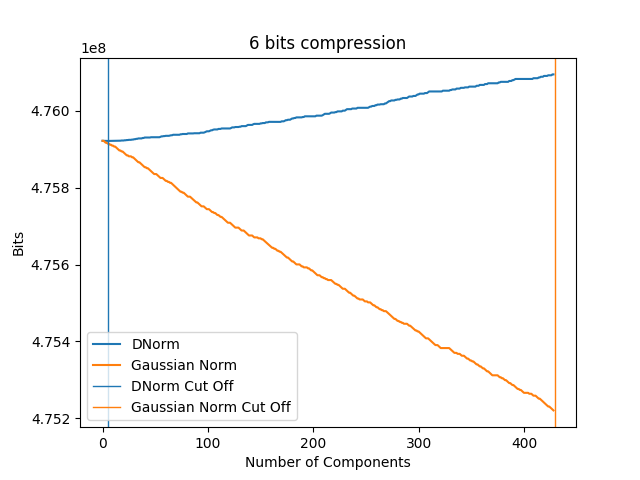 6 bits compression
1e8
4.760
4.758
4.756
4.754
4.752
Bits
DNorm
Gaussian Norm
DNorm Cut Off
Gaussian Norm Cut Off
0 100 200 300 400
Number of Components